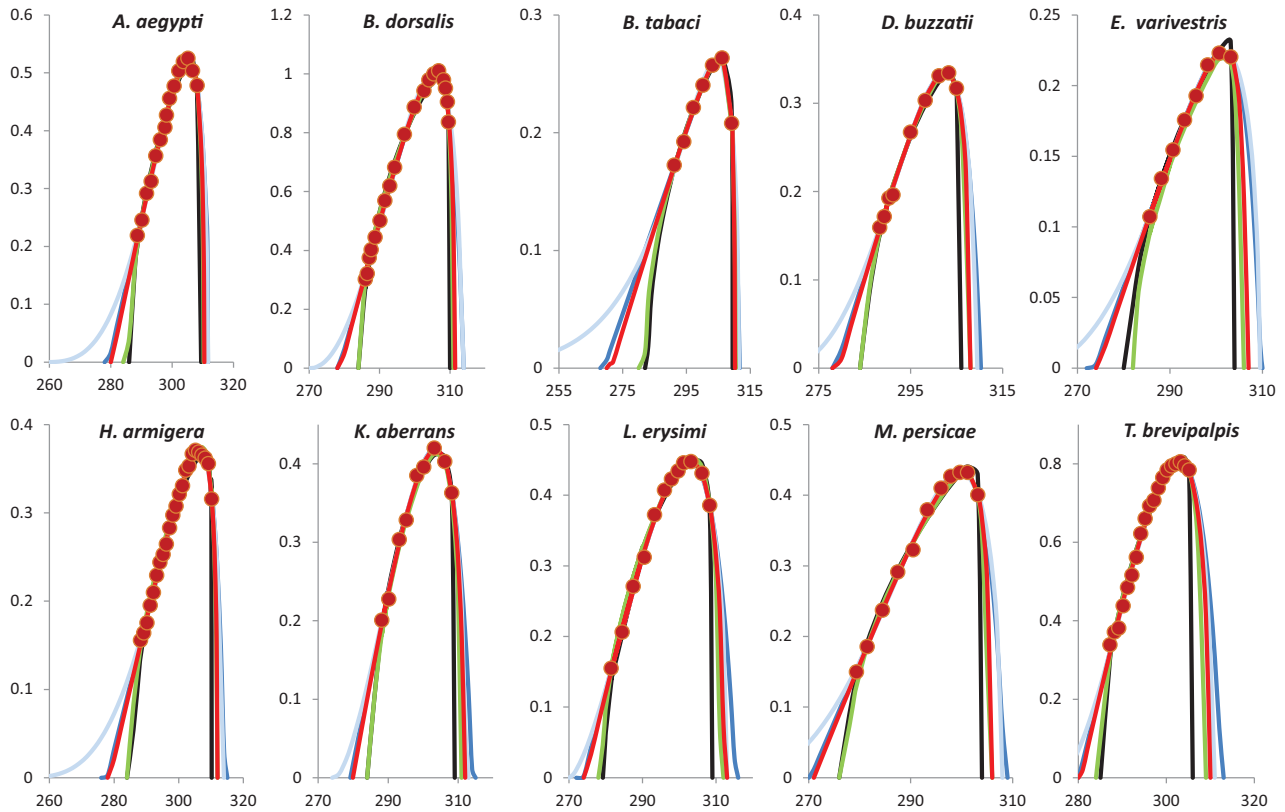 A. aegypti
0.6
0.5
0.4
0.3
0.2
0.1
0
260 280 300 320
B. dorsalis
1.2
1
0.8
0.6
0.4
0.2
0
270 290 310
B. tabaci
0.3
0.2
0.1
0
255 275 295 315
D. buzzatii
0.4
0.3
0.2
0.1
0
275 295 315
E. varivestris
0.25
0.2
0.15
0.1
0.05
0
270 280 290 300 310
H. armigera
0.4
0.3
0.2
0.1
0
260 280 300 320
K. aberrans
0.4
0.3
0.2
0.1
0
270 290 310
L. erysimi
0.5
0.4
0.3
0.2
0.1
0
270 290 310
M. persicae
0.5
0.4
0.3
0.2
0.1
0
270 290 310
T. brevipalpis
0.8
0.6
0.4
0.2
0
280 300 320